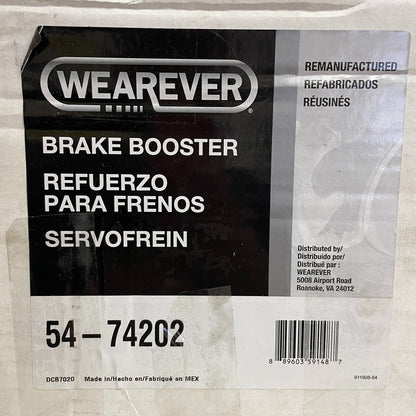 WEAREVER
®
REMANUFACTURED
REFABRICADOS
RÉUSINÉS
BRAKE BOOSTER
REFUERZO
PARA FRENOS
SERVOFREIN
Distributed by/
Distribuido por/
Distribué par :
WEAREVER
5008 Airport Road
Roanoke, VA 24012
54-74202
8 89603 59148 7
DCB7020 Made in/Hecho en/Fabriqué en MEX
911908-54